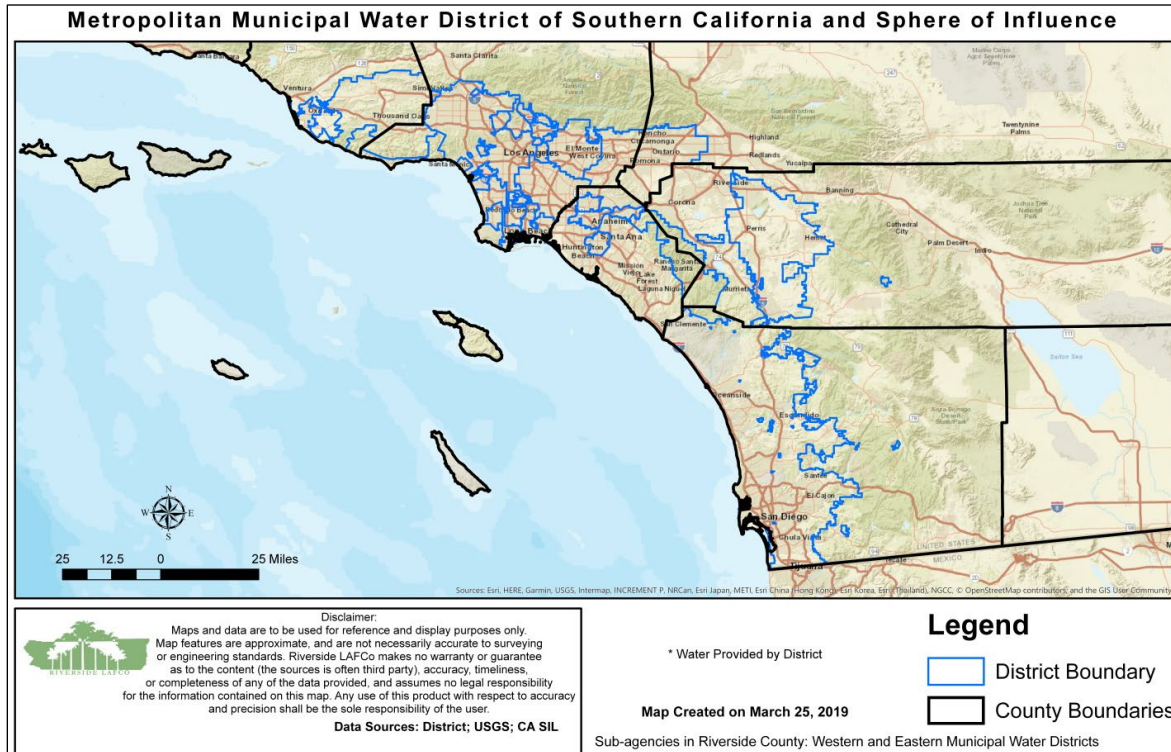 Metropolitan Municipal Water District of Southern California and Sphere of Influence
Santa Clarita
Ventura
Thousand Oaks
Los Angeles
El Monte
West Covina
Rancho
Cucamonga
Ontario
Pomona
Highland
Redlands
Yucaipa
Twentynine
Palms
Riverside
Corona
Banning
Perris
Cathedral
City
Palm Desert
Indio
Anaheim
Santa Ana
Huntington
Beach
Mission
Viejo
Lake
Forest
Laguna Niguel
Rancho Santa
Margarita
Murrieta
San Clemente
Salton Sea
Oceanside
Escondido
Santee
El Cajon
San Diego
Chula Vista
Tijuana
UNITED STATES
MEXICO
N
W
E
S
25 12.5 0 25 Miles
Sources: Esri, HERE, Garmin, USGS, Intermap, INCREMENT P, NRCan, Esri Japan, METI, Esri China (Hong Kong), Esri Korea, Esri (Thailand), NGCC, © OpenStreetMap contributors, and the GIS User Community
RIVERSIDE LAFCO
Disclaimer:
Maps and data are to be used for reference and display purposes only.
Map features are approximate, and are not necessarily accurate to surveying
or engineering standards. Riverside LAFCo makes no warranty or guarantee
as to the content (the sources is often third party), accuracy, timeliness,
or completeness of any of the data provided, and assumes no legal responsibility
for the information contained on this map. Any use of this product with respect to accuracy
and precision shall be the sole responsibility of the user.
Data Sources: District; USGS; CA SIL
* Water Provided by District
Map Created on March 25, 2019
Legend
District Boundary
County Boundaries
Sub-agencies in Riverside County: Western and Eastern Municipal Water Districts